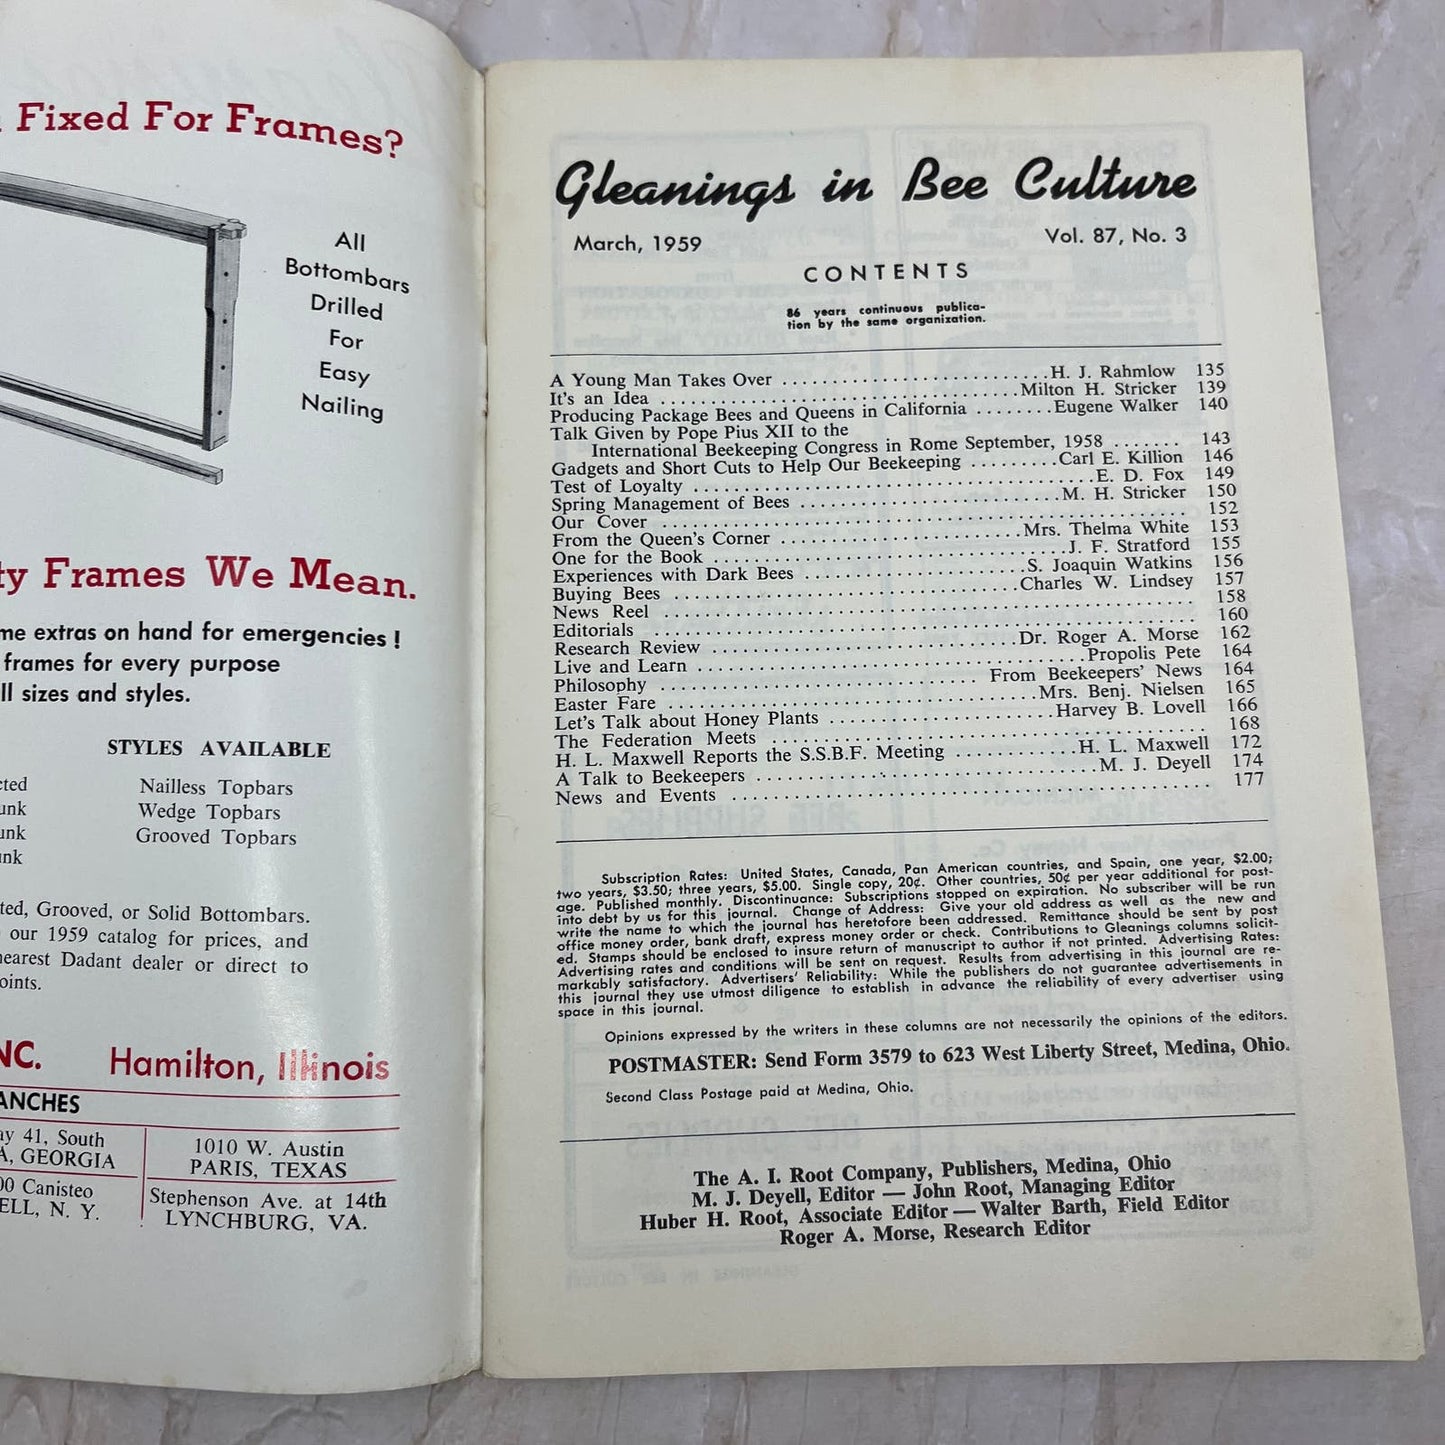 Fixed For Frames?
All
Bottombars
Drilled
For
Easy
Nailing
Frames We Mean.
extras on hand for emergencies!
frames for every purpose
sizes and styles.
STYLES AVAILABLE
Nailless Topbars
Wedge Topbars
Grooved Topbars
Grooved, or Solid Bottombars.
our 1959 catalog for prices, and
Dadant dealer or direct to
Hamilton, Illinois
41, South
GEORGIA
Canisteo
N. Y.
1010 W. Austin
PARIS, TEXAS
Stephenson Ave. at 14th
LYNCHBURG, VA.
Gleanings in Bee Culture
March, 1959 Vol. 87, No. 3
CONTENTS
86 years continuous publica-
tion by the same organization.
A Young Man Takes Over ........ H. J. Rahmlow 135
It's an Idea ........ Milton H. Stricker 139
Producing Package Bees and Queens in California ........ Eugene Walker 140
Talk Given by Pope Pius XII to the
International Beekeeping Congress in Rome September, 1958 ....... 143
Gadgets and Short Cuts to Help Our Beekeeping ......... Carl E. Killion 146
Test of Loyalty ........ E. D. Fox 149
Spring Management of Bees ........ M. H. Stricker 150
Our Cover ........ 152
From the Queen's Corner ........ Mrs. Thelma White 153
One for the Book ........ J. F. Stratford 155
Experiences with Dark Bees ........ S. Joaquin Watkins 156
Buying Bees ........ Charles W. Lindsey 157
News Reel ........ 158
Editorials ........ 160
Research Review ........ Dr. Roger A. Morse 162
Live and Learn ........ Propolis Pete 164
Philosophy ........ From Beekeepers' News 164
Easter Fare ........ Mrs. Benj. Nielsen 165
Let's Talk about Honey Plants ........ Harvey B. Lovell 166
The Federation Meets ........ 168
H. L. Maxwell Reports the S.S.B.F. Meeting ........ H. L. Maxwell 172
A Talk to Beekeepers ........ M. J. Deyell 174
News and Events ........ 177
Subscription Rates: United States, Canada, Pan American countries, and Spain, one year, $2.00;
two years, $3.50; three years, $5.00. Single copy, 20¢. Other countries, 50¢ per year additional for post-
age. Published monthly. Discontinuance: Subscriptions stopped on expiration. No subscriber will be run
into debt by us for this journal. Change of Address: Give your old address as well as the new and
write the name to which the journal has heretofore been addressed. Remittance should be sent by post
office money order, bank draft, express money order or check. Contributions to Gleanings columns solicit-
ed. Stamps should be enclosed to insure return of manuscript to author if not printed. Advertising Rates:
Advertising rates and conditions will be sent on request. Results from advertising in this journal are re-
markably satisfactory. Advertisers' Reliability: While the publishers do not guarantee advertisements in
this journal they use utmost diligence to establish in advance the reliability of every advertiser using
space in this journal.
Opinions expressed by the writers in these columns are not necessarily the opinions of the editors.
POSTMASTER: Send Form 3579 to 623 West Liberty Street, Medina, Ohio.
Second Class Postage paid at Medina, Ohio.
The A. I. Root Company, Publishers, Medina, Ohio
M. J. Deyell, Editor — John Root, Managing Editor
Huber H. Root, Associate Editor — Walter Barth, Field Editor
Roger A. Morse, Research Editor